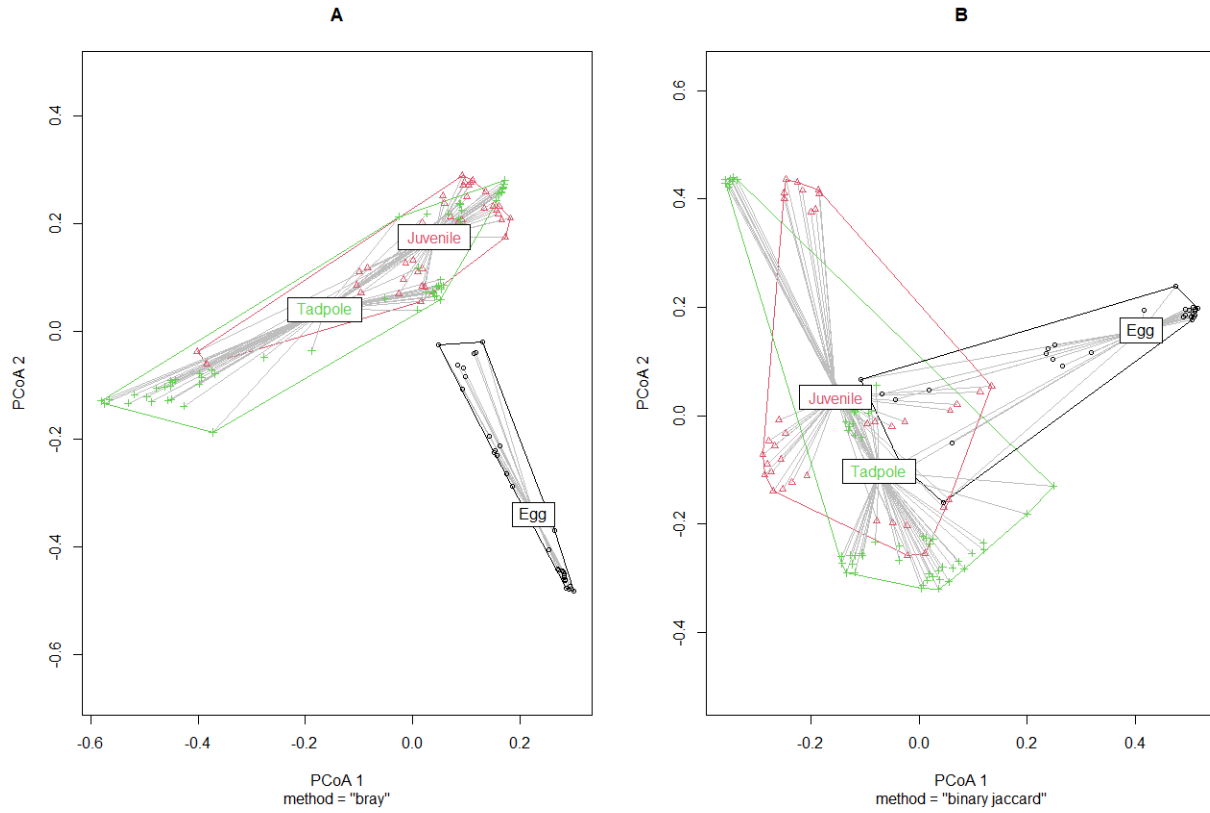 A
PCoA 2
0.4
0.2
0.0
-0.2
-0.4
-0.6
Juvenile
Tadpole
Egg
-0.6 -0.4 -0.2 0.0 0.2
PCoA 1
method = "bray"
B
PCoA 2
0.6
0.4
0.2
0.0
-0.2
-0.4
Egg
Juvenile
Tadpole
-0.2 0.0 0.2 0.4
PCoA 1
method = "binary jaccard"